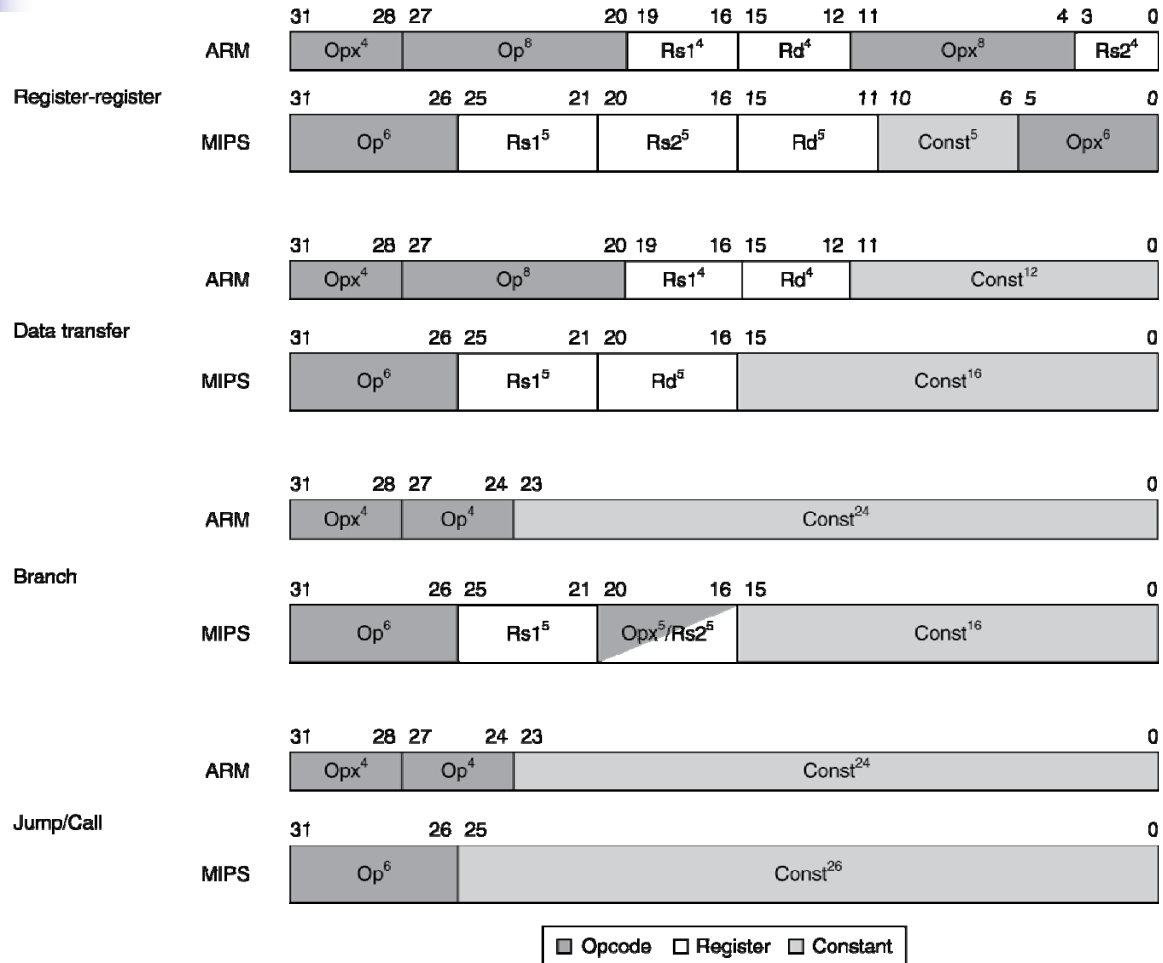 31 28 27 20 19 16 15 12 11 4 3 0
ARM Opx⁴ Op⁸ Rs1⁴ Rd⁴ Opx⁸ Rs2⁴
Register-register
31 26 25 21 20 16 15 11 10 6 5 0
MIPS Op⁶ Rs1⁵ Rs2⁵ Rd⁵ Const⁵ Opx⁶
31 28 27 20 19 16 15 12 11 0
ARM Opx⁴ Op⁸ Rs1⁴ Rd⁴ Const¹²
Data transfer
31 26 25 21 20 16 15 0
MIPS Op⁶ Rs1⁵ Rd⁵ Const¹⁶
31 28 27 24 23 0
ARM Opx⁴ Op⁴ Const²⁴
Branch
31 26 25 21 20 16 15 0
MIPS Op⁶ Rs1⁵ Opx⁵/Rs2⁵ Const¹⁶
31 28 27 24 23 0
ARM Opx⁴ Op⁴ Const²⁴
Jump/Call
31 26 25 0
MIPS Op⁶ Const²⁶
Opcode Register Constant